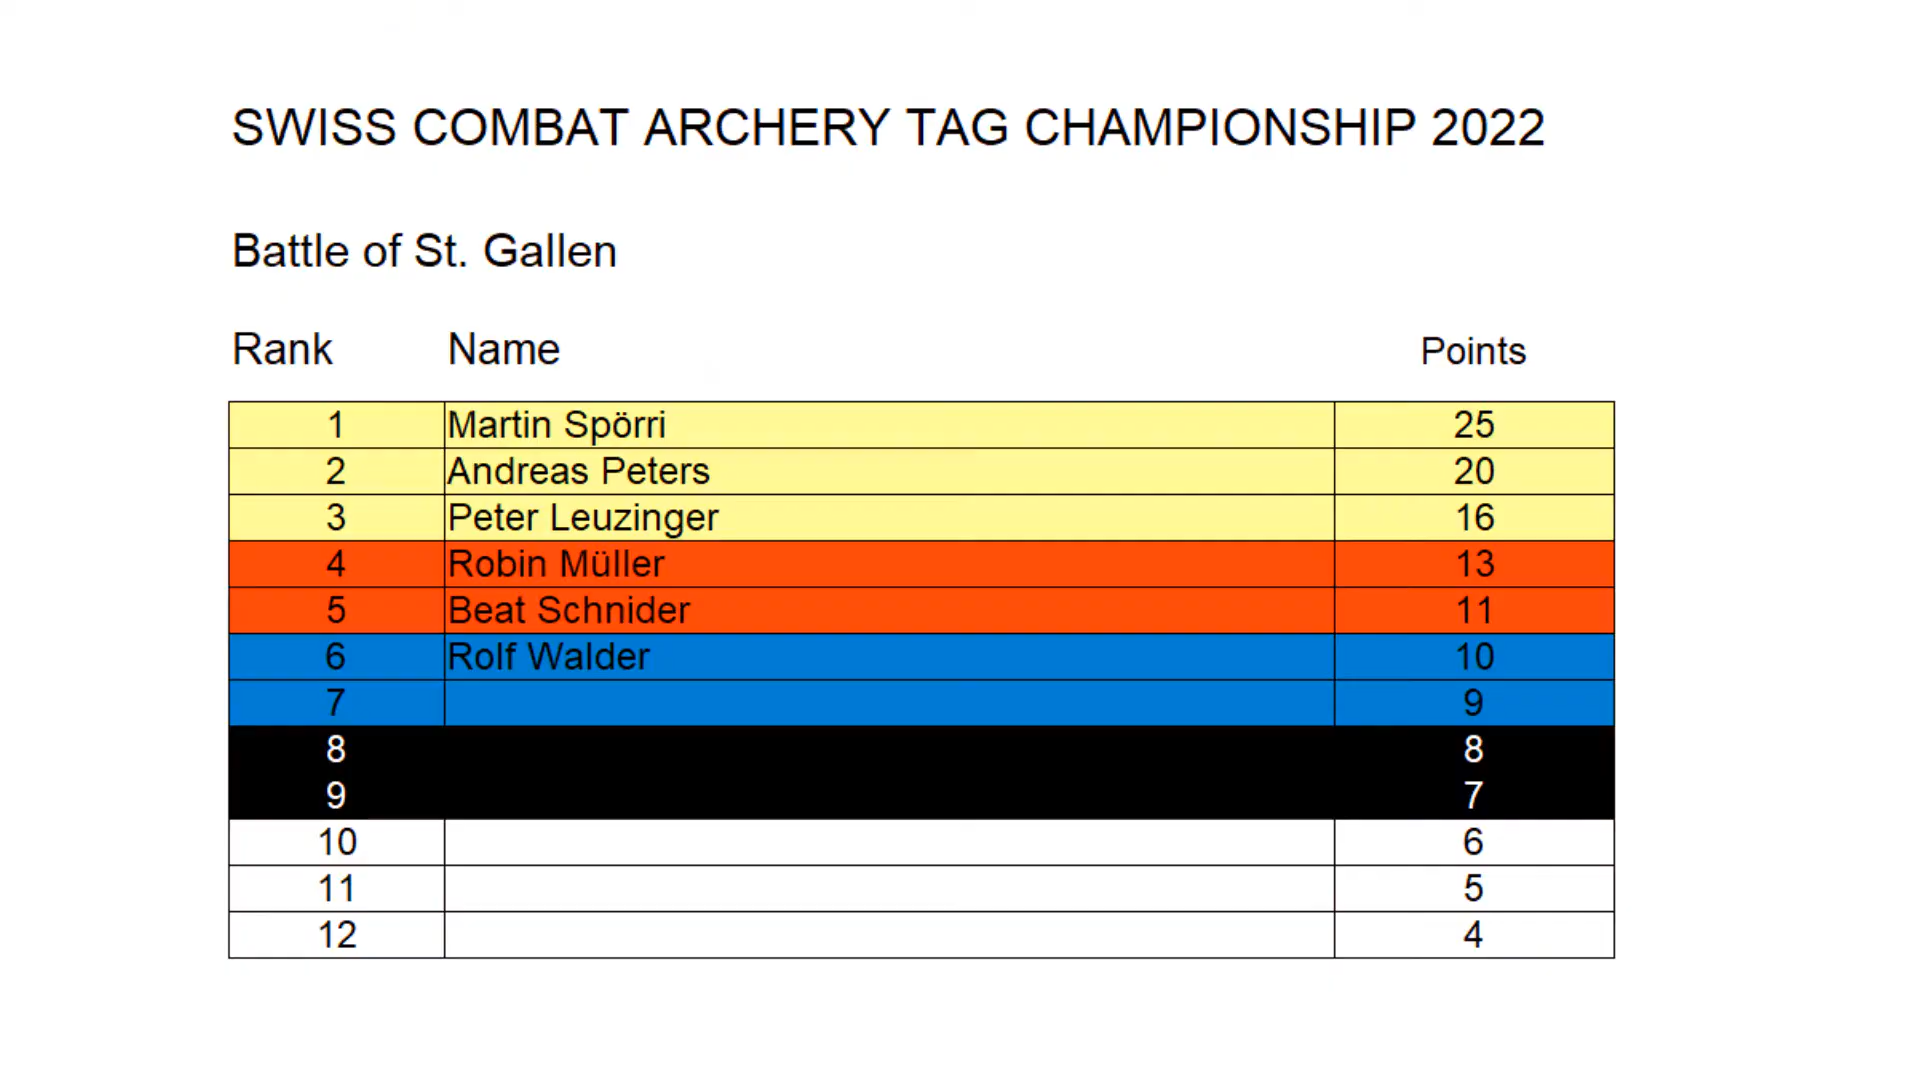 SWISS COMBAT ARCHERY TAG CHAMPIONSHIP 2022
Battle of St. Gallen
Rank Name Points
1 Martin Spörri 25
2 Andreas Peters 20
3 Peter Leuzinger 16
4 Robin Müller 13
5 Beat Schnider 11
6 Rolf Walder 10
7 9
8 8
9 7
10 6
11 5
12 4